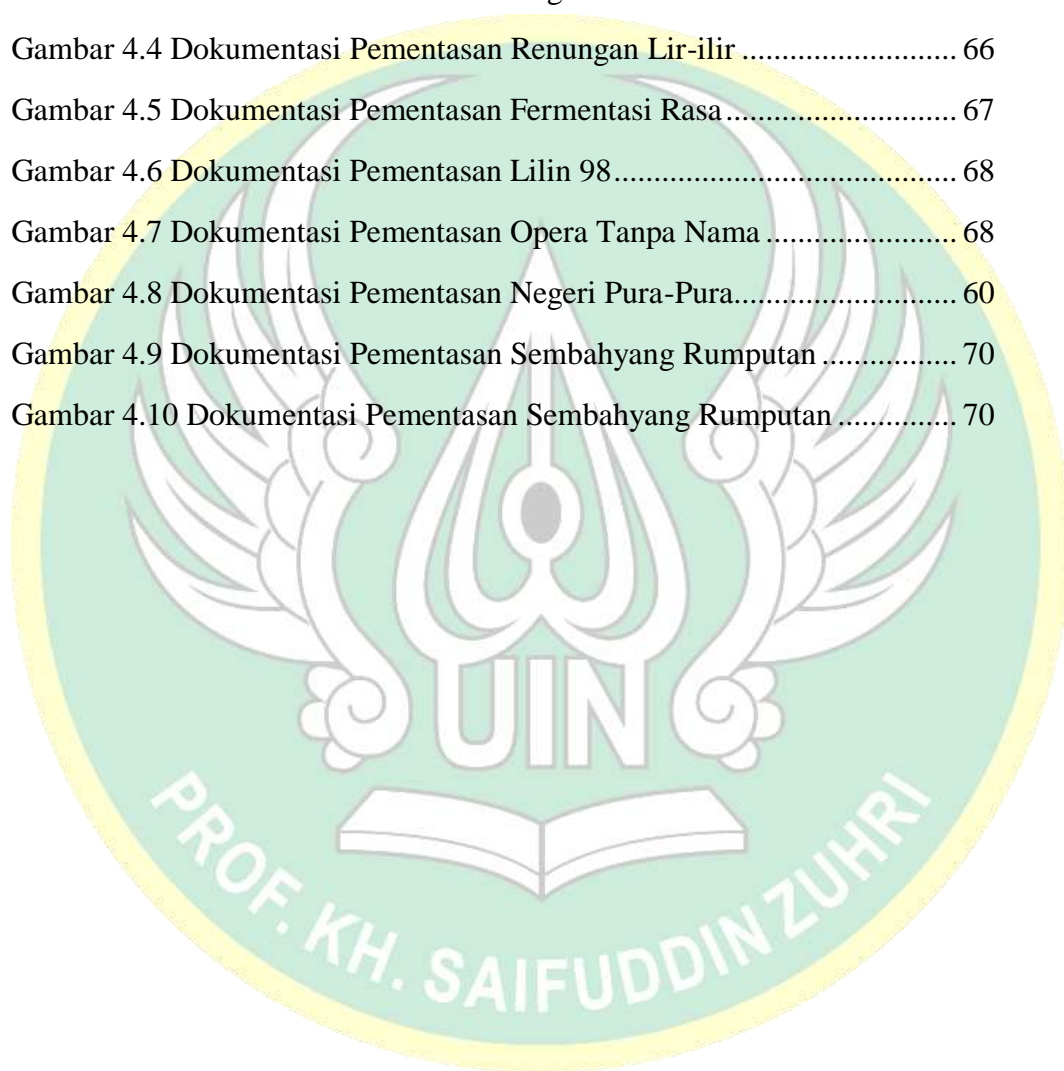 Gambar 4.4 Dokumentasi Pementasan Renungan Lir-ilir .......................... 66
Gambar 4.5 Dokumentasi Pementasan Fermentasi Rasa............................ 67
Gambar 4.6 Dokumentasi Pementasan Lilin 98......................................... 68
Gambar 4.7 Dokumentasi Pementasan Opera Tanpa Nama ....................... 68
Gambar 4.8 Dokumentasi Pementasan Negeri Pura-Pura........................... 60
Gambar 4.9 Dokumentasi Pementasan Sembahyang Rumputan ................ 70
Gambar 4.10 Dokumentasi Pementasan Sembahyang Rumputan .............. 70
UIN
PROF. KH. SAIFUDDIN ZUHRI